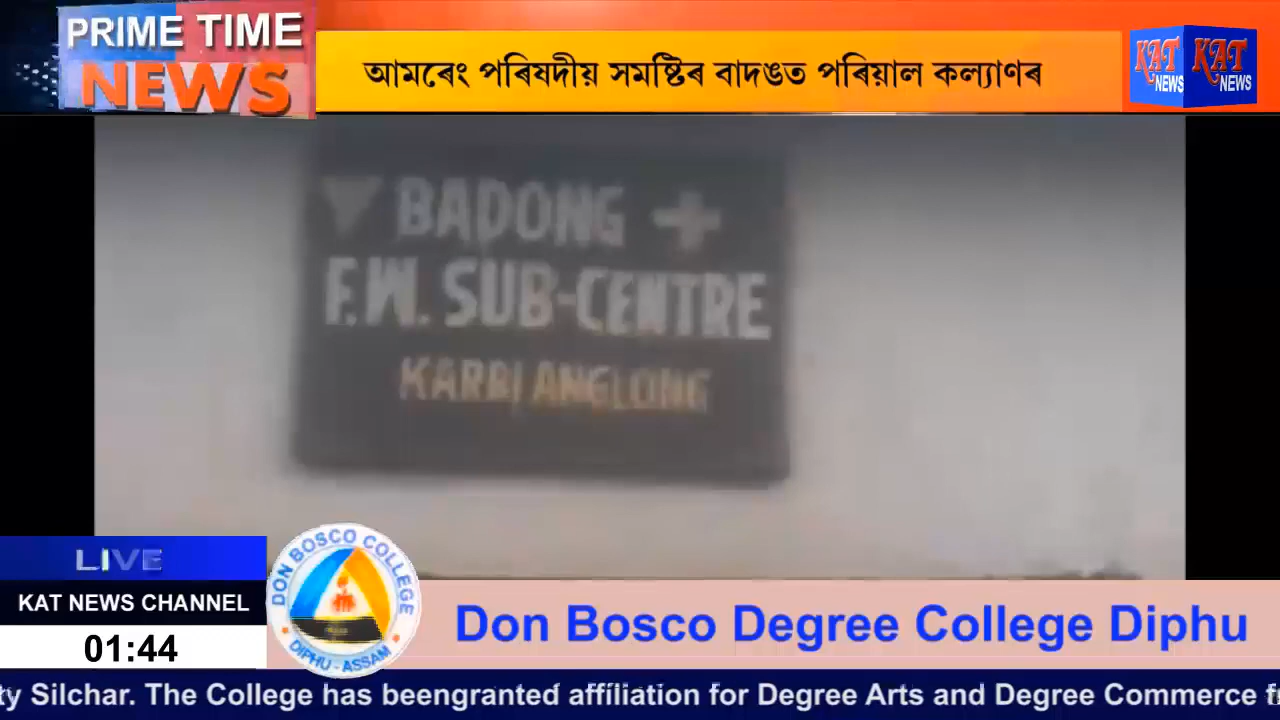 PRIME TIME
NEWS
আমৰেং পৰিষদীয় সমষ্টিৰ বাদঙত পৰিয়াল কল্যাণৰ
KAT
NEWS
KAT
NEWS
BADONG
F.W. SUB-CENTRE
KARBI ANGLONG
LIVE
KAT NEWS CHANNEL
01:44
DON BOSCO COLLEGE
DIPHU - ASSAM
Don Bosco Degree College Diphu
ty Silchar. The College has beengranted affiliation for Degree Arts and Degree Commerce